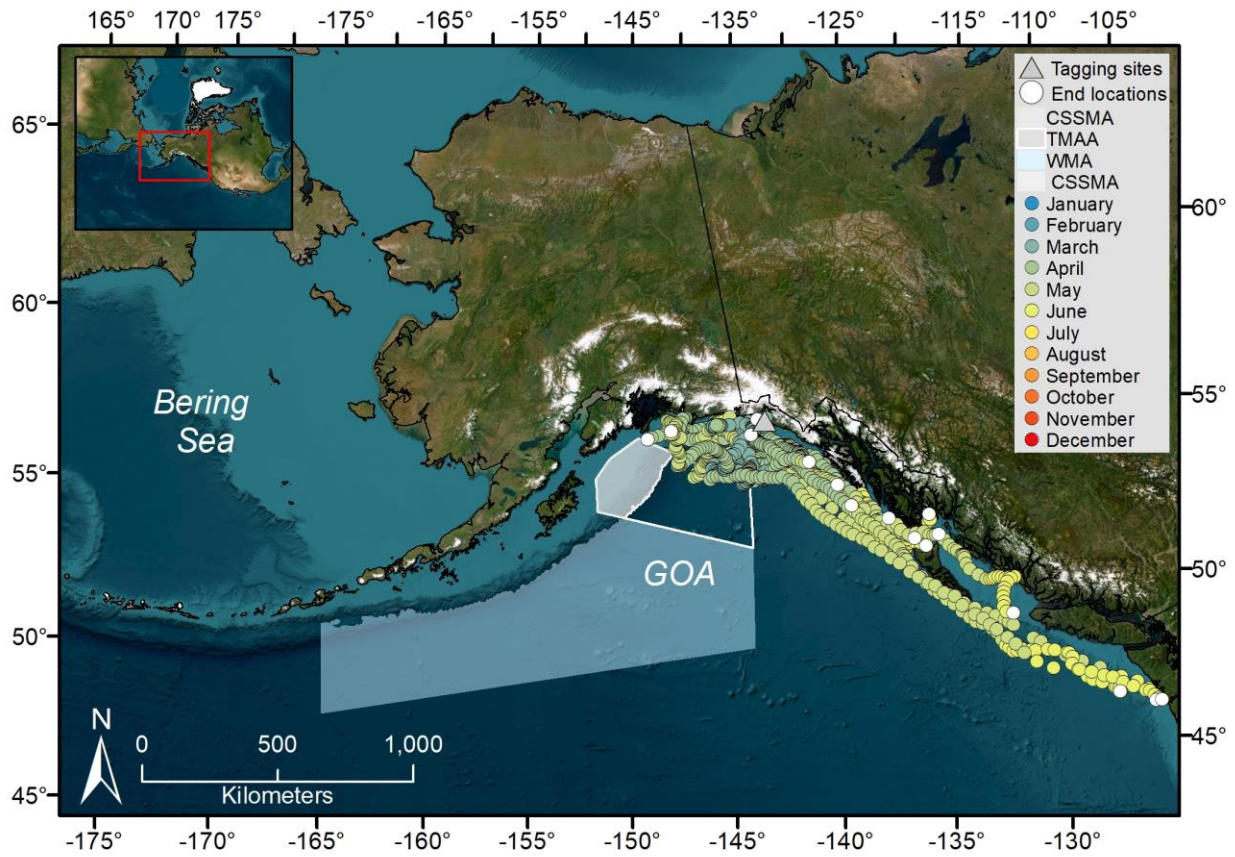 165° 170° 175° -175° -165° -155° -145° -135° -125° -115° -110° -105°
65°
60°
55°
50°
45°
60°
55°
50°
45°
Tagging sites
End locations
CSSMA
TMAA
WMA
CSSMA
January
February
March
April
May
June
July
August
September
October
November
December
Bering
Sea
GOA
N
0 500 1,000
Kilometers
-175° -170° -165° -160° -155° -150° -145° -140° -135° -130°